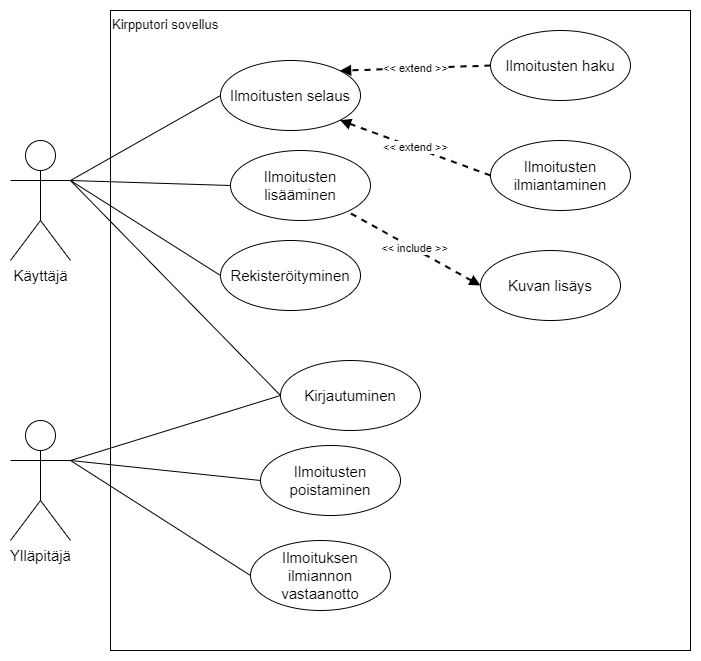 Kirpputori sovellus
Ilmoitusten selaus
<< extend >>
Ilmoitusten haku
<< extend >>
Ilmoitusten
ilmiantaminen
Ilmoitusten
lisääminen
<< include >>
Kuvan lisäys
Käyttäjä
Rekisteröityminen
Kirjautuminen
Ilmoitusten
poistaminen
Ylläpitäjä
Ilmoituksen
ilmiannon
vastaanotto